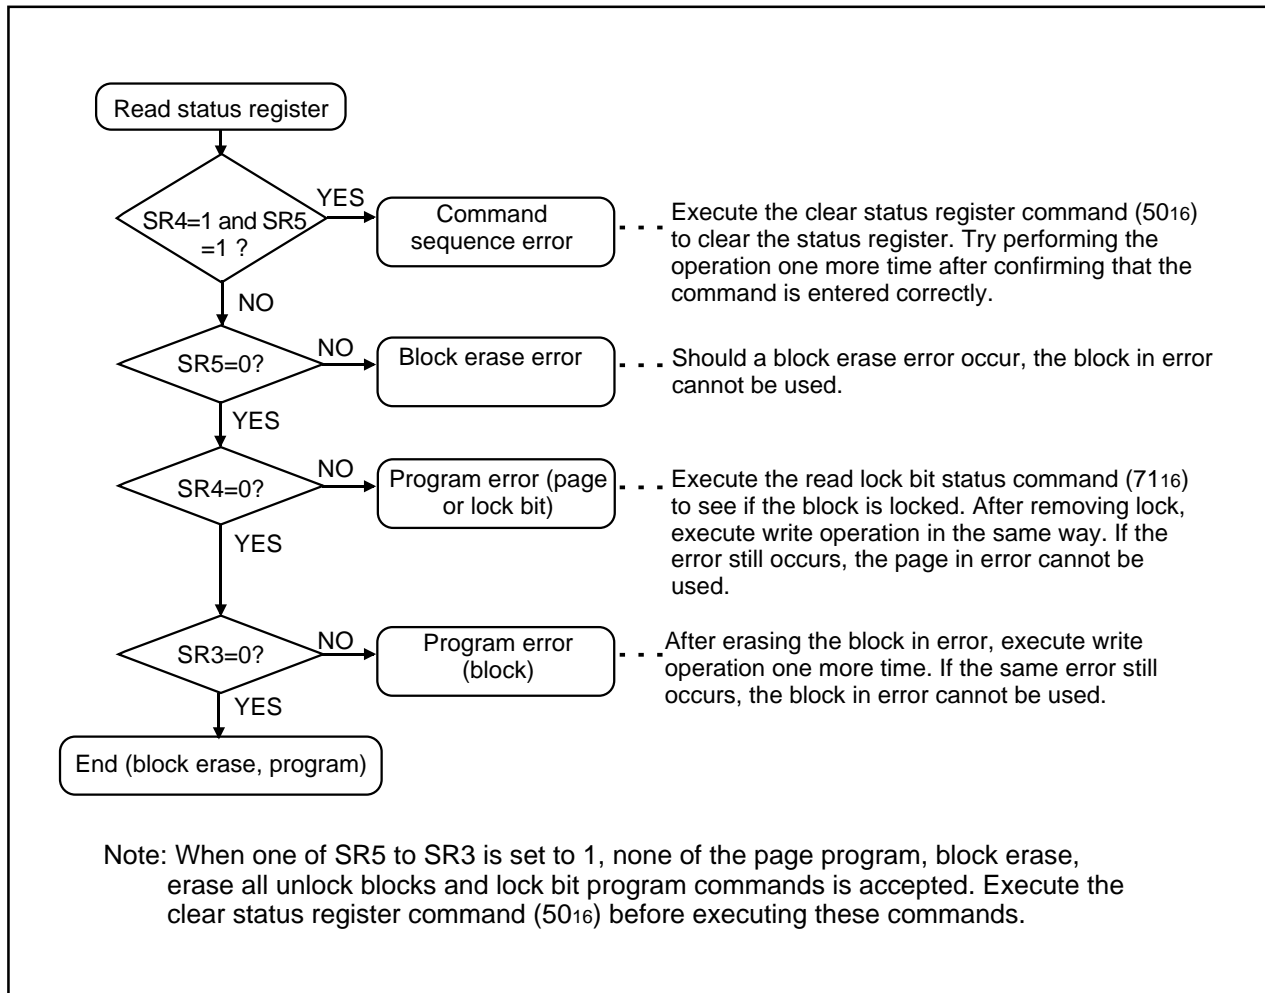 Read status register
SR4=1 and SR5
=1 ?
YES
Command
sequence error
Execute the clear status register command (5016)
to clear the status register. Try performing the
operation one more time after confirming that the
command is entered correctly.
NO
SR5=0?
NO
Block erase error
Should a block erase error occur, the block in error
cannot be used.
YES
SR4=0?
NO
Program error (page
or lock bit)
Execute the read lock bit status command (7116)
to see if the block is locked. After removing lock,
execute write operation in the same way. If the
error still occurs, the page in error cannot be
used.
YES
SR3=0?
NO
Program error
(block)
After erasing the block in error, execute write
operation one more time. If the same error still
occurs, the block in error cannot be used.
YES
End (block erase, program)
Note: When one of SR5 to SR3 is set to 1, none of the page program, block erase,
erase all unlock blocks and lock bit program commands is accepted. Execute the
clear status register command (5016) before executing these commands.